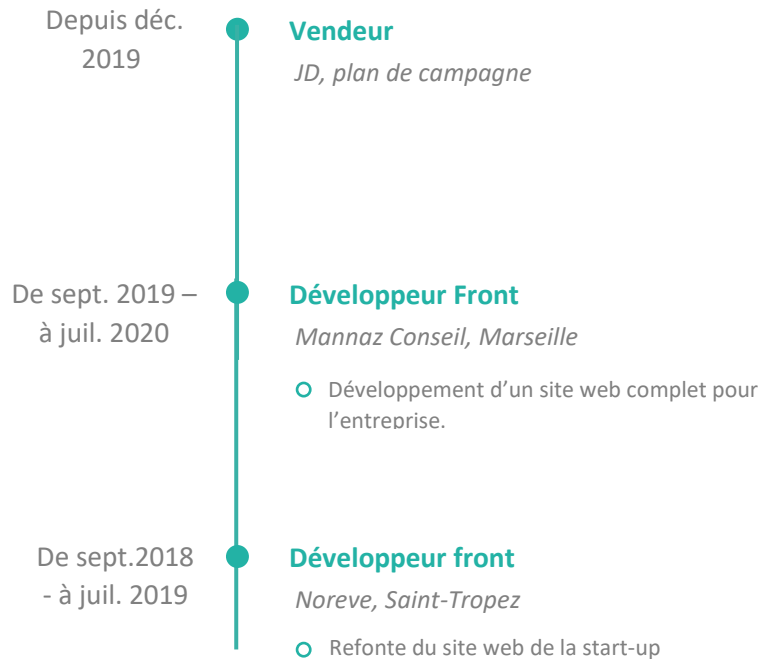 Depuis déc.
2019
Vendeur
JD, plan de campagne
De sept. 2019 –
à juil. 2020
Développeur Front
Mannaz Conseil, Marseille
Développement d’un site web complet pour
l’entreprise.
De sept.2018
- à juil. 2019
Développeur front
Noreve, Saint-Tropez
Refonte du site web de la start-up